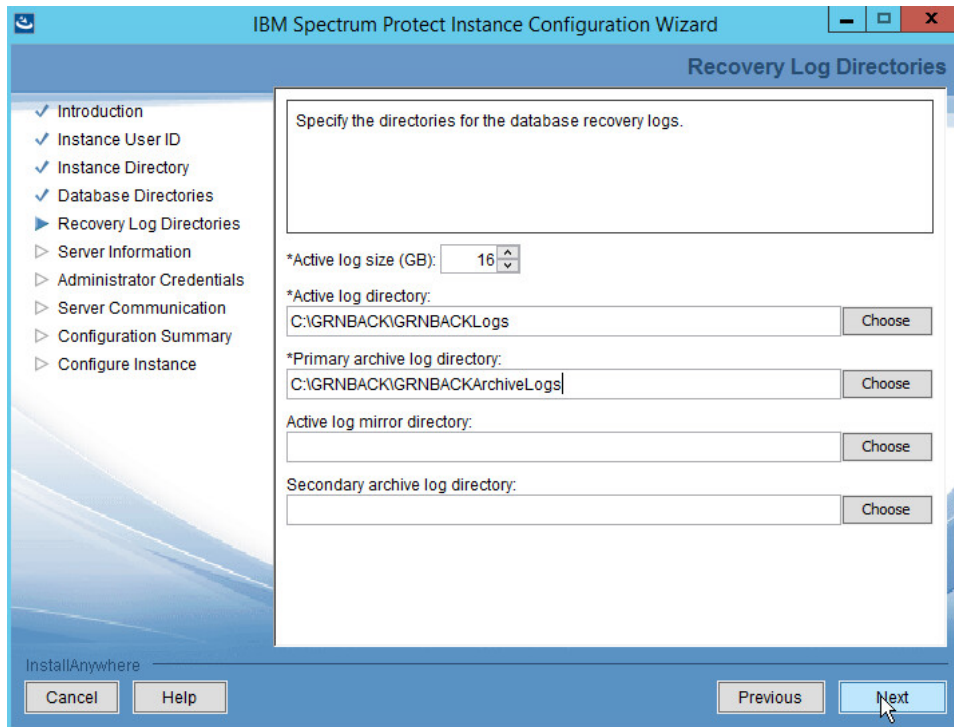 IBM Spectrum Protect Instance Configuration Wizard
Recovery Log Directories
Introduction
Instance User ID
Instance Directory
Database Directories
Recovery Log Directories
Server Information
Administrator Credentials
Server Communication
Configuration Summary
Configure Instance
Specify the directories for the database recovery logs.
*Active log size (GB): 16
*Active log directory:
C:\GRNBACK\GRNBACKLogs Choose
*Primary archive log directory:
C:\GRNBACK\GRNBACKArchiveLogs Choose
Active log mirror directory:
Choose
Secondary archive log directory:
Choose
InstallAnywhere
Cancel Help Previous Next